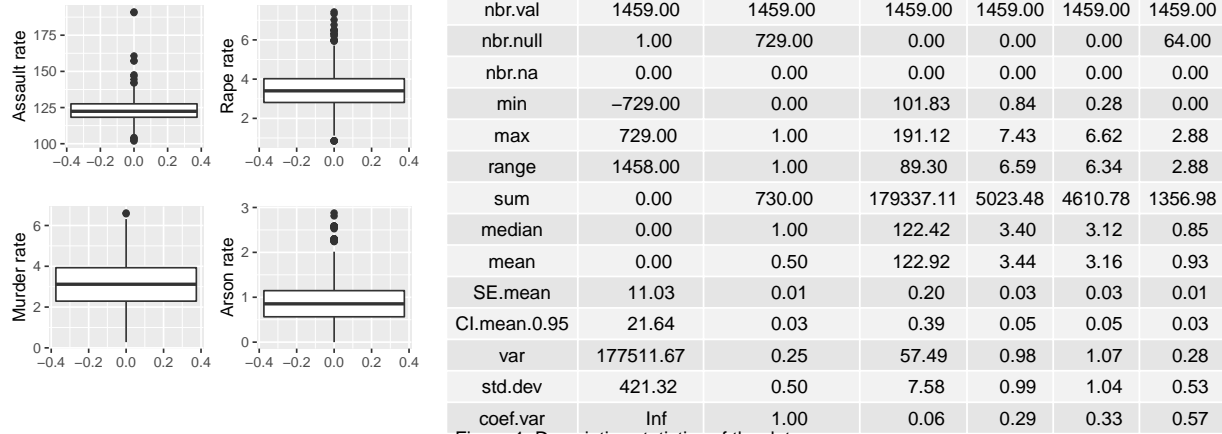 Assault rate
175
150
125
100
−0.4 −0.2 0.0 0.2 0.4
Rape rate
6
4
2
−0.4 −0.2 0.0 0.2 0.4
Murder rate
6
4
2
0
−0.4 −0.2 0.0 0.2 0.4
Arson rate
3
2
1
0
−0.4 −0.2 0.0 0.2 0.4
nbr.val 1459.00 1459.00 1459.00 1459.00 1459.00 1459.00
nbr.null 1.00 729.00 0.00 0.00 0.00 64.00
nbr.na 0.00 0.00 0.00 0.00 0.00 0.00
min −729.00 0.00 101.83 0.84 0.28 0.00
max 729.00 1.00 191.12 7.43 6.62 2.88
range 1458.00 1.00 89.30 6.59 6.34 2.88
sum 0.00 730.00 179337.11 5023.48 4610.78 1356.98
median 0.00 1.00 122.42 3.40 3.12 0.85
mean 0.00 0.50 122.92 3.44 3.16 0.93
SE.mean 11.03 0.01 0.20 0.03 0.03 0.01
CI.mean.0.95 21.64 0.03 0.39 0.05 0.05 0.03
var 177511.67 0.25 57.49 0.98 1.07 0.28
std.dev 421.32 0.50 7.58 0.99 1.04 0.53
coef.var Inf 1.00 0.06 0.29 0.33 0.57